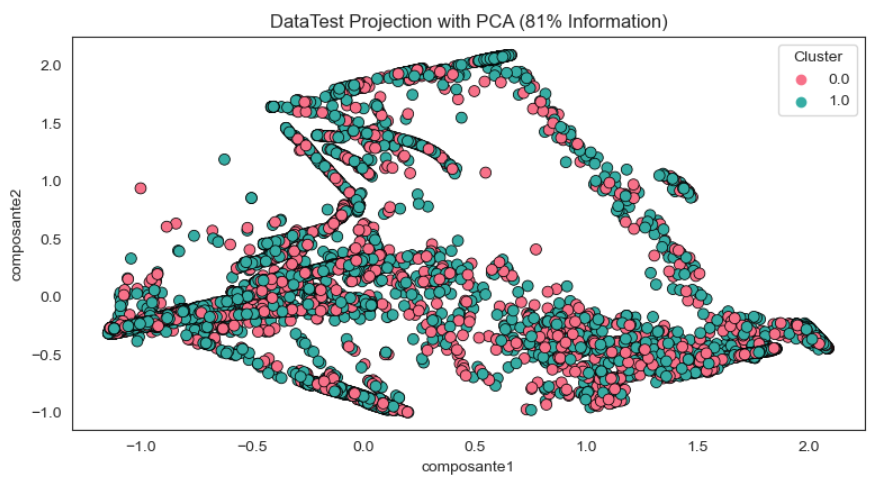 DataTest Projection with PCA (81% Information)
Cluster
0.0
1.0
composante2
2.0
1.5
1.0
0.5
0.0
−0.5
−1.0
−1.0 −0.5 0.0 0.5 1.0 1.5 2.0
composante1